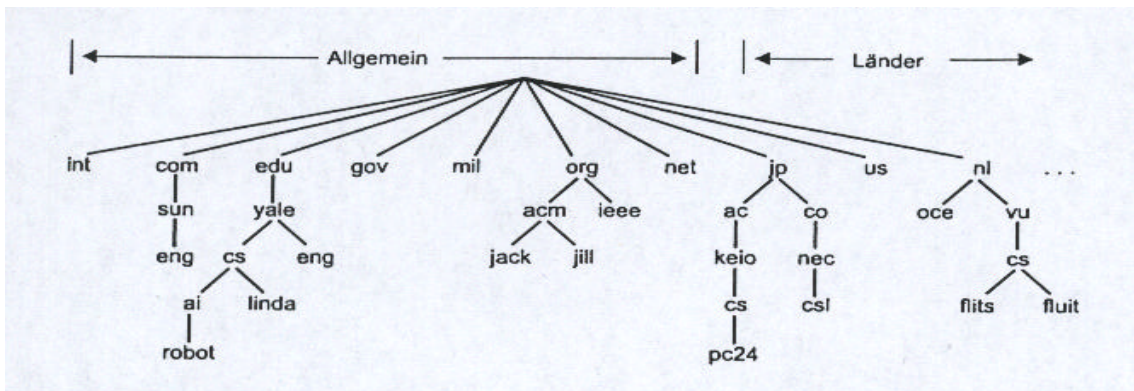 Allgemein Länder
int com edu gov mil org net jp us nl ...
sun yale acm ieee ac co oce vu
eng cs eng jack jill keio nec cs
ai linda cs csl flits fluit
robot pc24